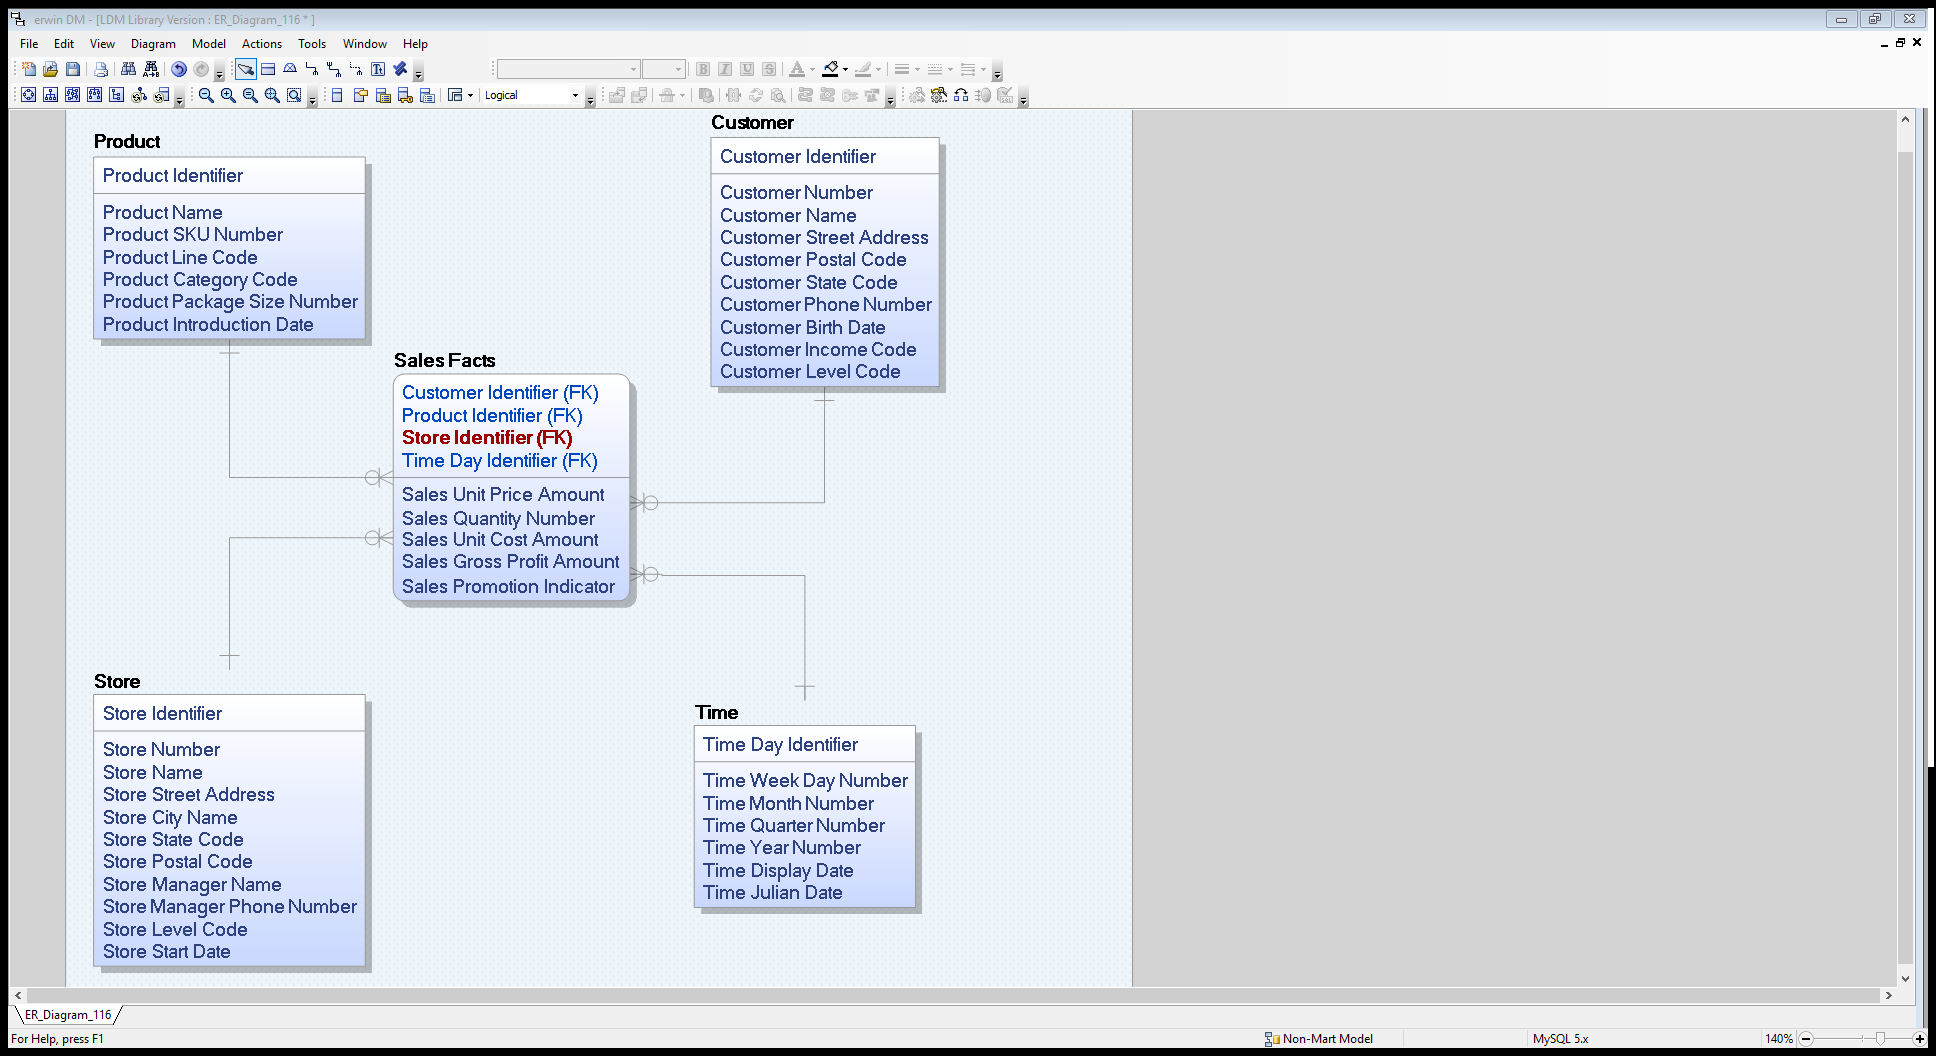 erwin DM - [LDM Library Version : ER_Diagram_116 * ]
File Edit View Diagram Model Actions Tools Window Help
B I U S A
Logical
Product
Product Identifier
Product Name
Product SKU Number
Product Line Code
Product Category Code
Product Package Size Number
Product Introduction Date
Customer
Customer Identifier
Customer Number
Customer Name
Customer Street Address
Customer Postal Code
Customer State Code
Customer Phone Number
Customer Birth Date
Customer Income Code
Customer Level Code
Sales Facts
Customer Identifier (FK)
Product Identifier (FK)
Store Identifier (FK)
Time Day Identifier (FK)
Sales Unit Price Amount
Sales Quantity Number
Sales Unit Cost Amount
Sales Gross Profit Amount
Sales Promotion Indicator
Store
Store Identifier
Store Number
Store Name
Store Street Address
Store City Name
Store State Code
Store Postal Code
Store Manager Name
Store Manager Phone Number
Store Level Code
Store Start Date
Time
Time Day Identifier
Time Week Day Number
Time Month Number
Time Quarter Number
Time Year Number
Time Display Date
Time Julian Date
ER_Diagram_116
For Help, press F1
Non-Mart Model
MySQL 5.x
140%